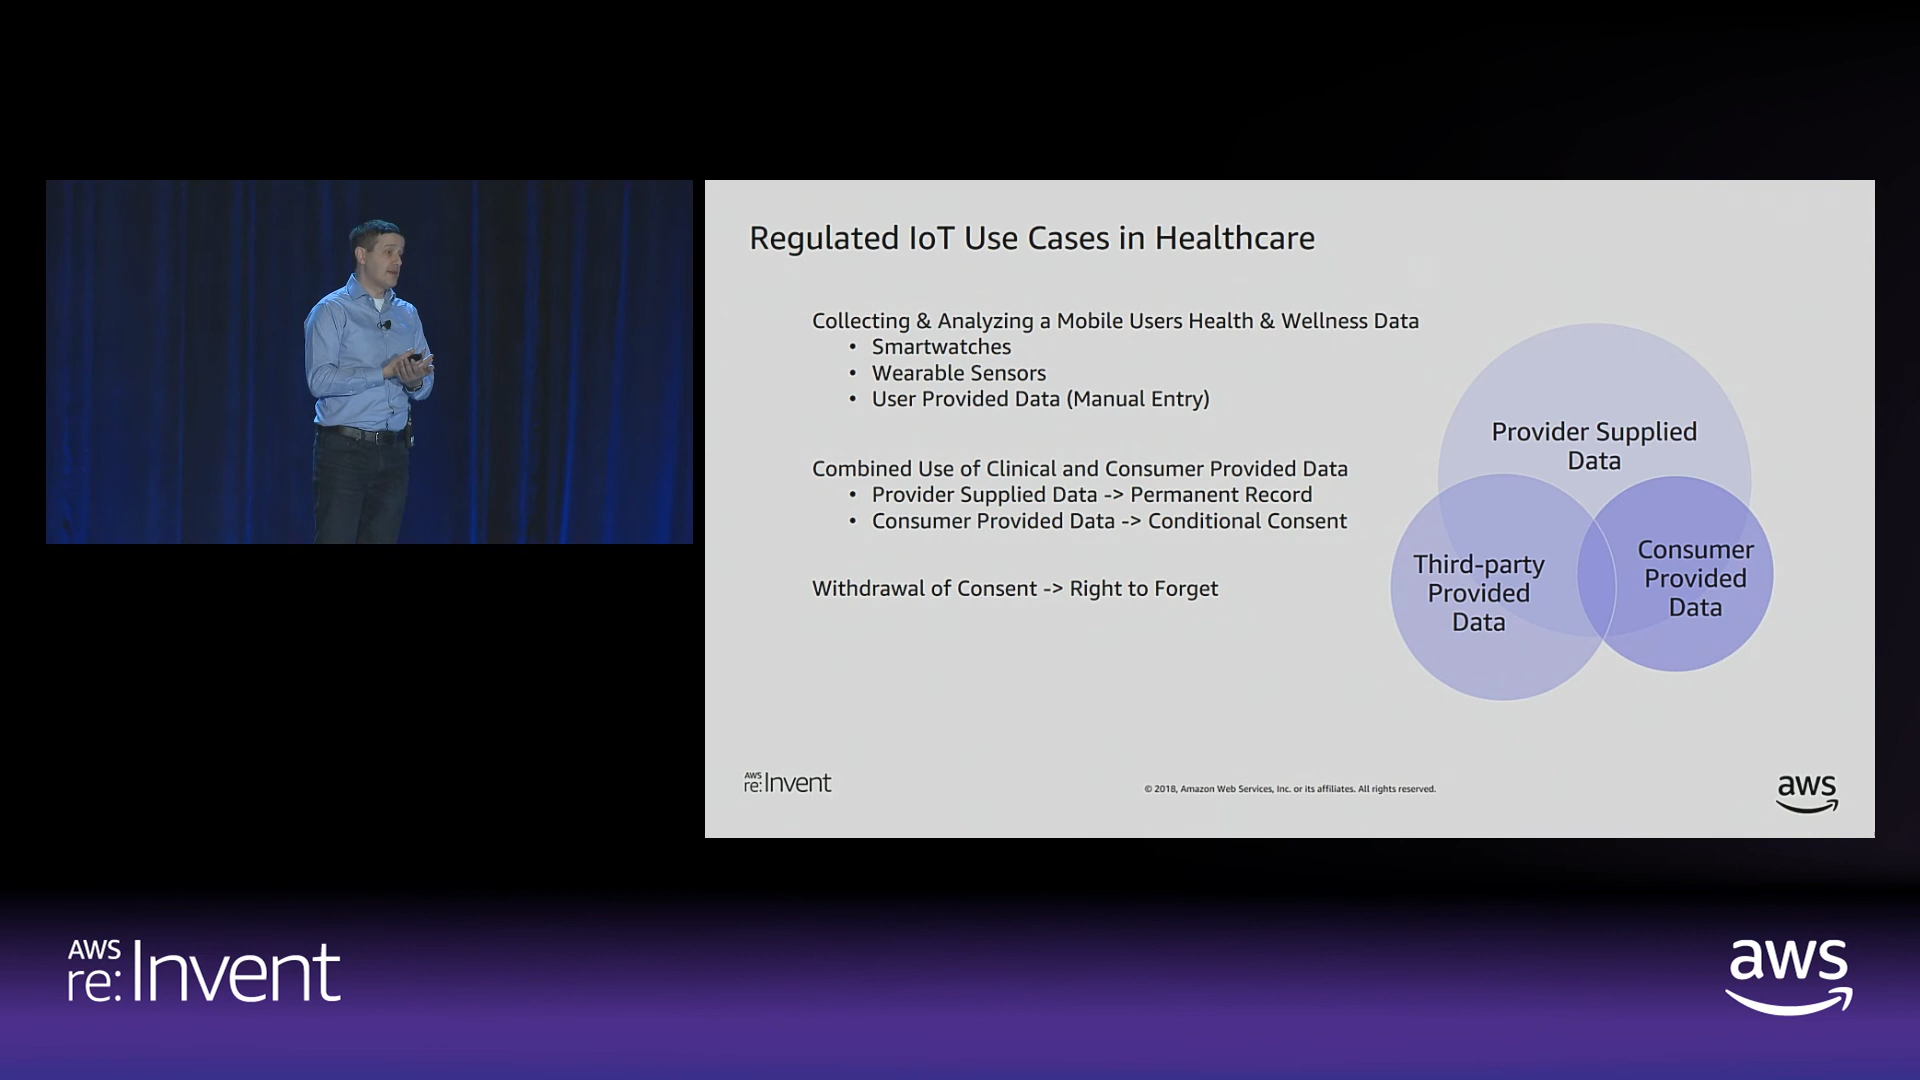 Regulated IoT Use Cases in Healthcare
Collecting & Analyzing a Mobile Users Health & Wellness Data
• Smartwatches
• Wearable Sensors
• User Provided Data (Manual Entry)
Combined Use of Clinical and Consumer Provided Data
• Provider Supplied Data -> Permanent Record
• Consumer Provided Data -> Conditional Consent
Withdrawal of Consent -> Right to Forget
Provider Supplied
Data
Third-party
Provided
Data
Consumer
Provided
Data
AWS
re:Invent
© 2018, Amazon Web Services, Inc. or its affiliates. All rights reserved.
aws
AWS
re:Invent
aws